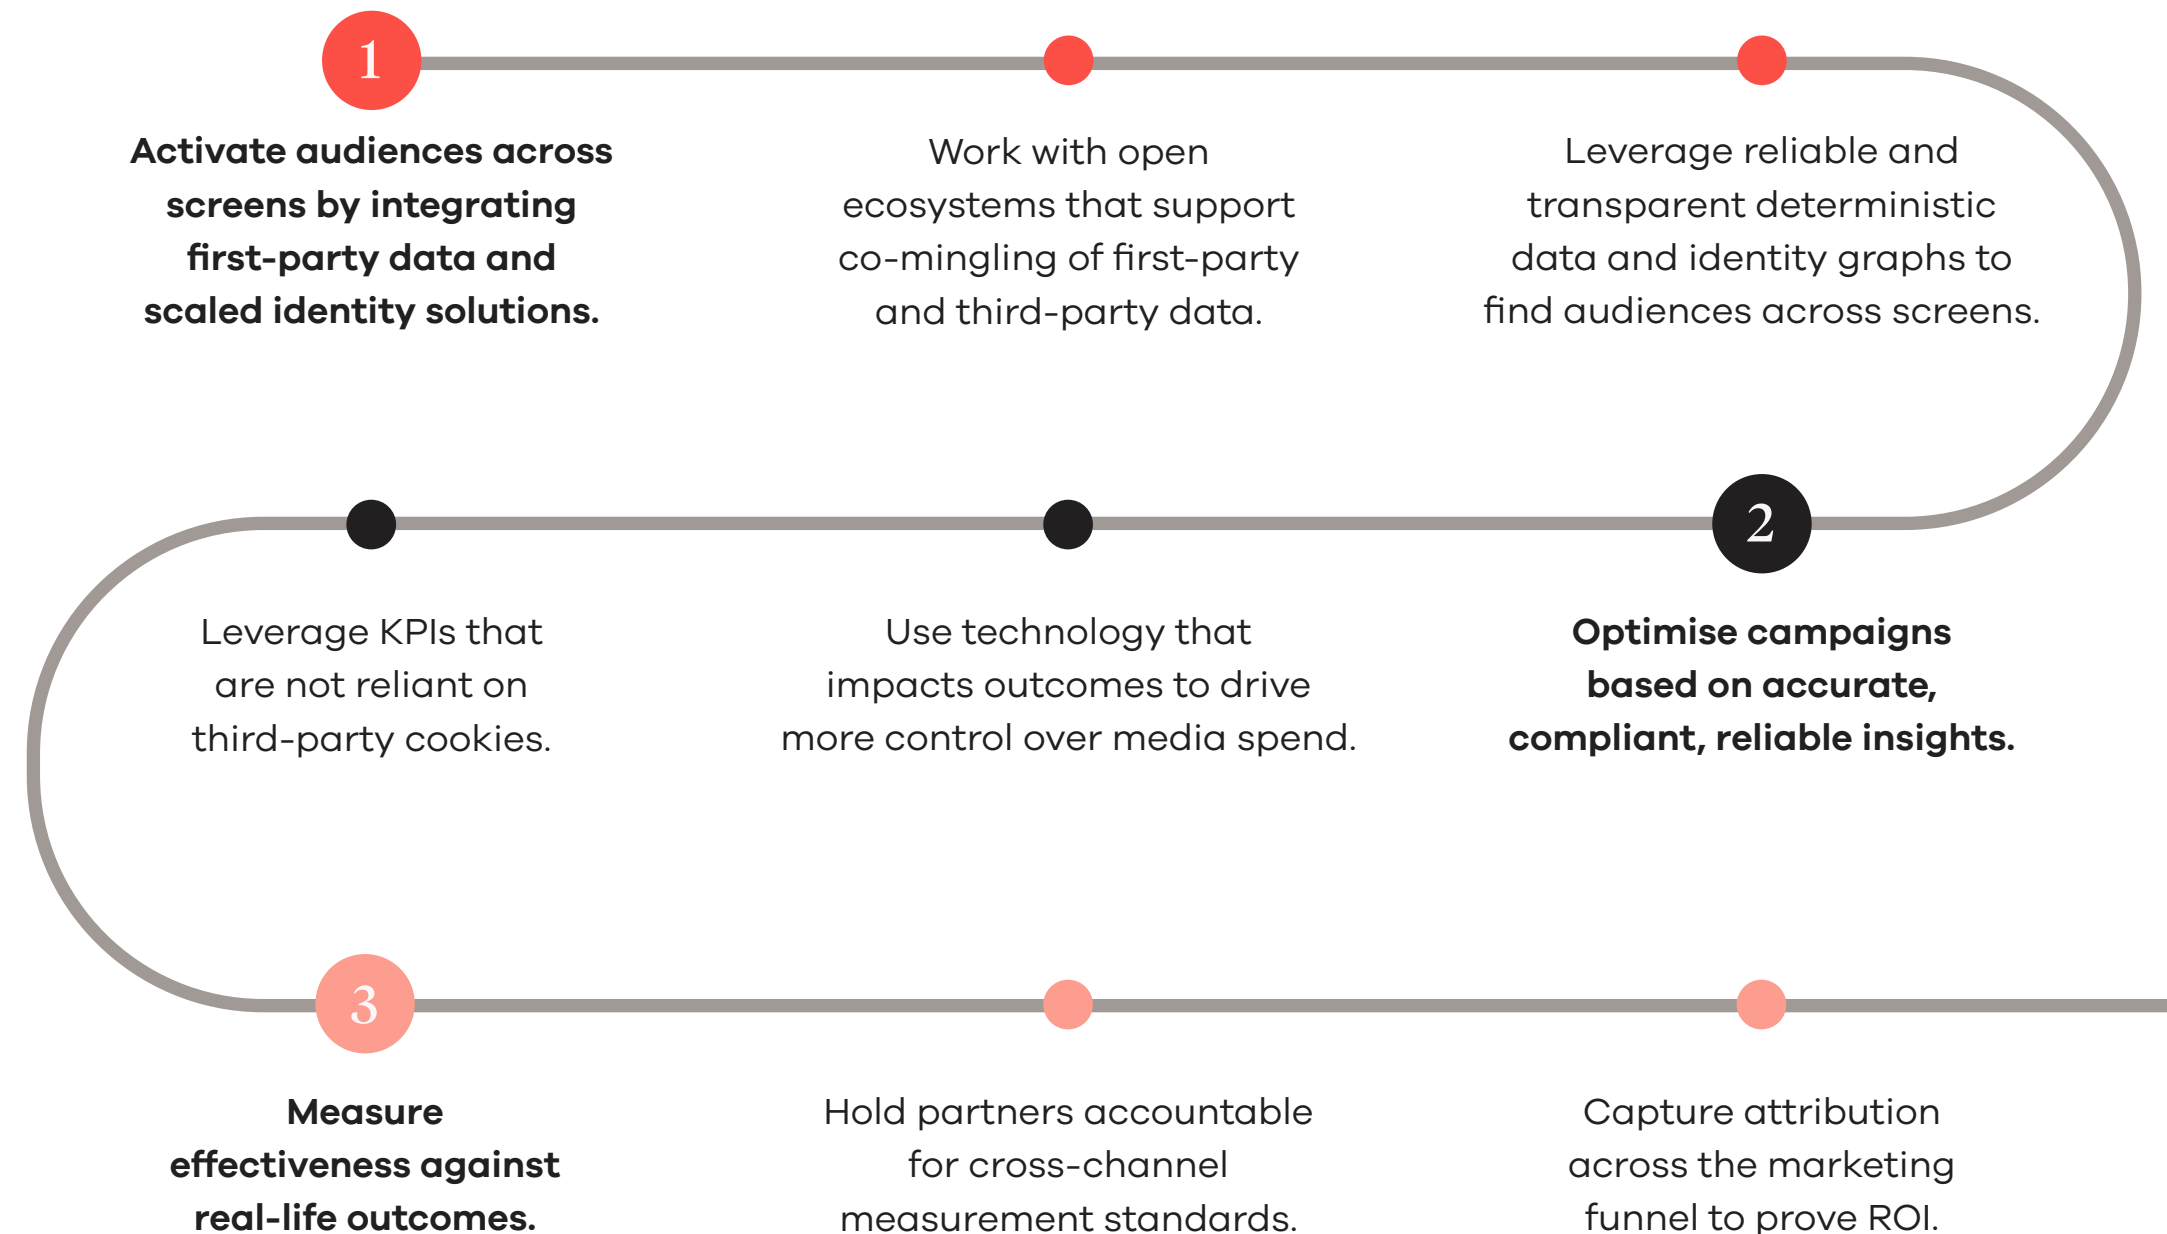 1
Activate audiences across
screens by integrating
first-party data and
scaled identity solutions.
Work with open
ecosystems that support
co-mingling of first-party
and third-party data.
Leverage reliable and
transparent deterministic
data and identity graphs to
find audiences across screens.
2
Optimise campaigns
based on accurate,
compliant, reliable insights.
Use technology that
impacts outcomes to drive
more control over media spend.
Leverage KPIs that
are not reliant on
third-party cookies.
3
Measure
effectiveness against
real-life outcomes.
Hold partners accountable
for cross-channel
measurement standards.
Capture attribution
across the marketing
funnel to prove ROI.